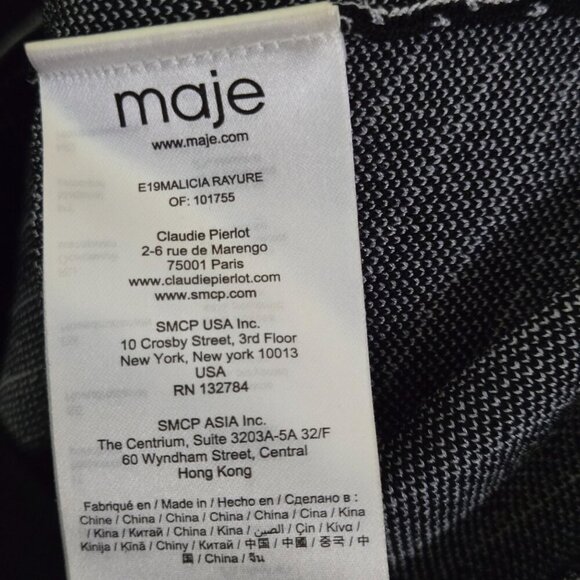 maje
www.maje.com
E19MALICIA RAYURE
OF: 101755
Claudie Pierlot
2-6 rue de Marengo
75001 Paris
www.claudiepierlot.com
www.smcp.com
SMCP USA Inc.
10 Crosby Street, 3rd Floor
New York, New york 10013
USA
RN 132784
SMCP ASIA Inc.
The Centrium, Suite 3203A-5A 32/F
60 Wyndham Street, Central
Hong Kong
Fabriqué en / Made in / Hecho en / Сделано в :
Chine / China / China / China / China / Cina / Kina /
Kina / Китай / China / Kina / الصين / Çin / Κίνα /
Kinija / Kīnā / Chiny / Китай / 中国 / 中國 / 중국 / 中
国 / China / จีน